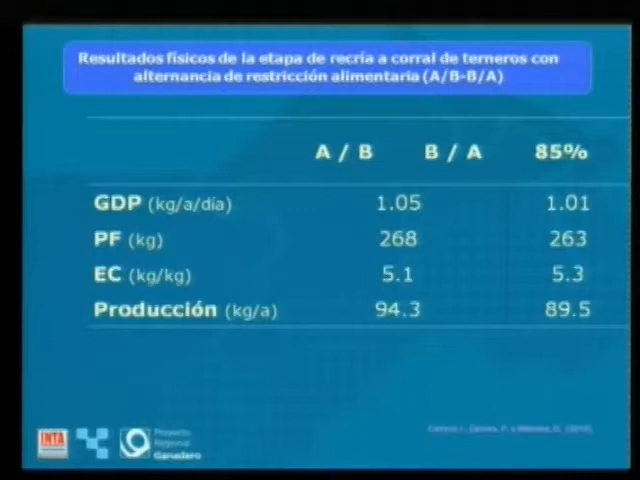 Resultados físicos de la etapa de recría a corral de terneros con
alternancia de restricción alimentaria (A/B-B/A)
A / B B / A 85%
GDP (kg/a/día) 1.05 1.01
PF (kg) 268 263
EC (kg/kg) 5.1 5.3
Producción (kg/a) 94.3 89.5
INTA
Proyecto
Regional
Ganadero